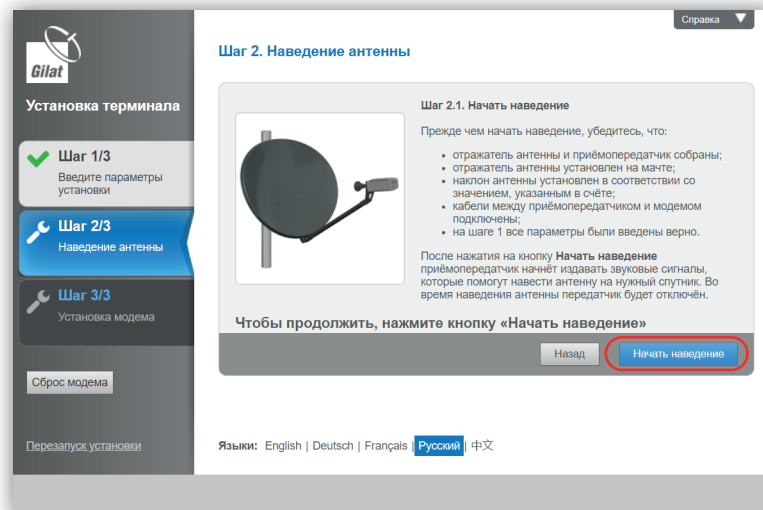 Справка
Gilat
Установка терминала
Шаг 1/3
Введите параметры
установки
Шаг 2/3
Наведение антенны
Шаг 3/3
Установка модема
Сброс модема
Перезапуск установки
Шаг 2. Наведение антенны
Шаг 2.1. Начать наведение
Прежде чем начать наведение, убедитесь, что:
• отражатель антенны и приёмопередатчик собраны;
• отражатель антенны установлен на мачте;
• наклон антенны установлен в соответствии со
значением, указанным в счёте;
• кабели между приёмопередатчиком и модемом
подключены;
• на шаге 1 все параметры были введены верно.
После нажатия на кнопку Начать наведение
приёмопередатчик начнёт издавать звуковые сигналы,
которые помогут навести антенну на нужный спутник. Во
время наведения антенны передатчик будет отключён.
Чтобы продолжить, нажмите кнопку «Начать наведение»
Назад
Начать наведение
Языки: English | Deutsch | Français | Русский | 中文